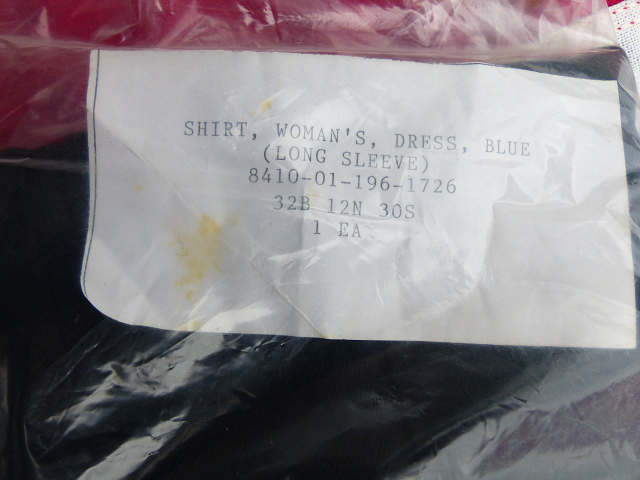 SHIRT, WOMAN'S, DRESS, BLUE
(LONG SLEEVE)
8410-01-196-1726
32B 12N 30S
1 EA